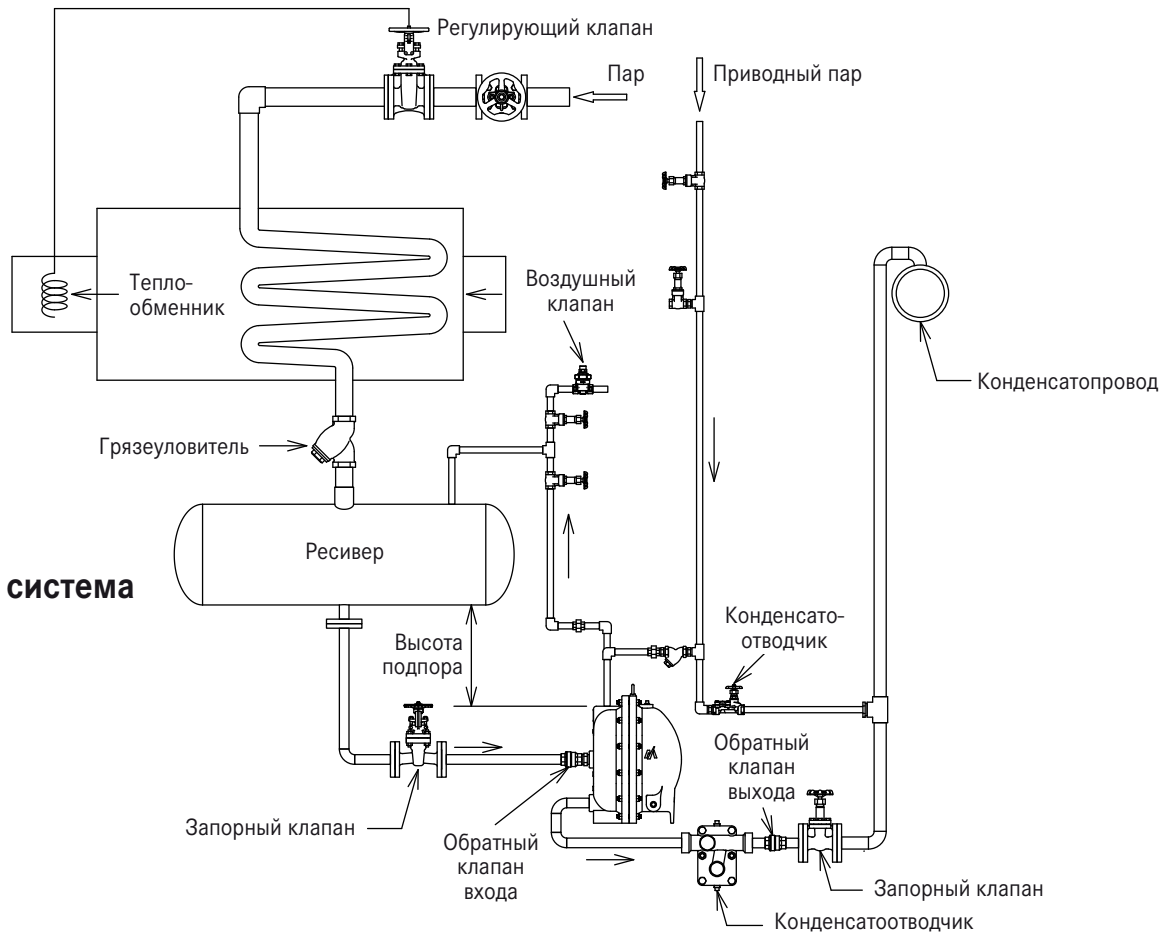 Регулирующий клапан
Пар
Приводный пар
Тепло-
обменник
Воздушный
клапан
Конденсатопровод
Грязеуловитель
Ресивер
система
Высота
подпора
Конденсато-
отводчик
Обратный
клапан
выхода
Запорный клапан
Обратный
клапан
входа
Запорный клапан
Конденсатоотводчик